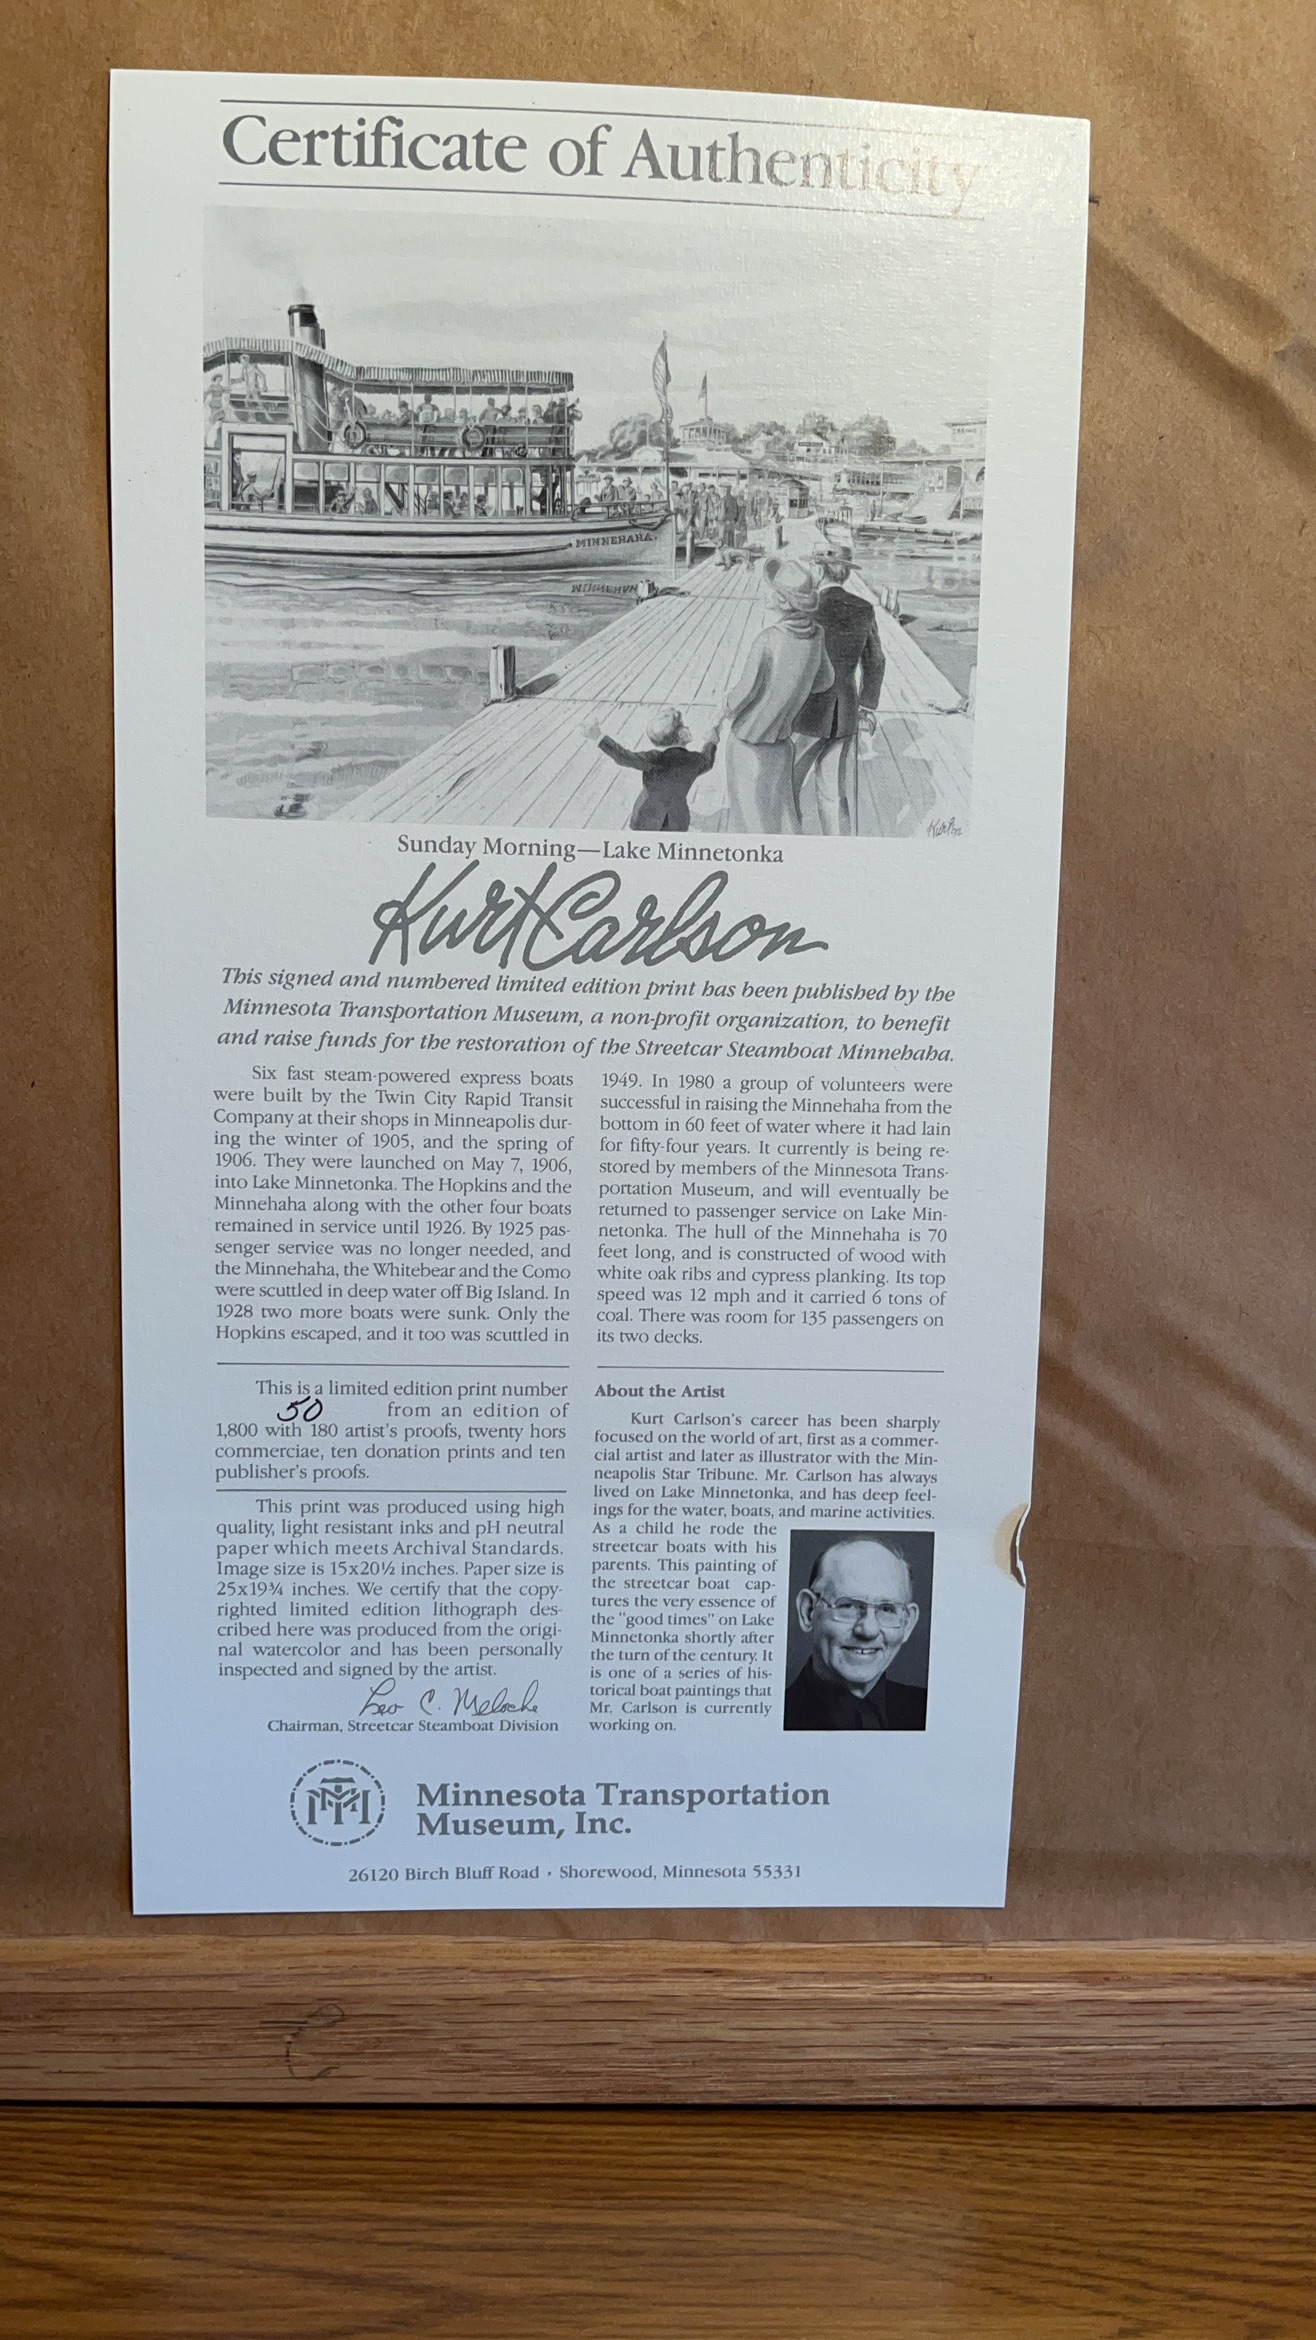 Certificate of Authenticity
CASINO
MINNEHAHA
Sunday Morning—Lake Minnetonka
Kurt Carlson
This signed and numbered limited edition print has been published by the
Minnesota Transportation Museum, a non-profit organization, to benefit
and raise funds for the restoration of the Streetcar Steamboat Minnehaha.
Six fast steam-powered express boats
were built by the Twin City Rapid Transit
Company at their shops in Minneapolis dur-
ing the winter of 1905, and the spring of
1906. They were launched on May 7, 1906,
into Lake Minnetonka. The Hopkins and the
Minnehaha along with the other four boats
remained in service until 1926. By 1925 pas-
senger service was no longer needed, and
the Minnehaha, the Whitebear and the Como
were scuttled in deep water off Big Island. In
1928 two more boats were sunk. Only the
Hopkins escaped, and it too was scuttled in
1949. In 1980 a group of volunteers were
successful in raising the Minnehaha from the
bottom in 60 feet of water where it had lain
for fifty-four years. It currently is being re-
stored by members of the Minnesota Trans-
portation Museum, and will eventually be
returned to passenger service on Lake Min-
netonka. The hull of the Minnehaha is 70
feet long, and is constructed of wood with
white oak ribs and cypress planking. Its top
speed was 12 mph and it carried 6 tons of
coal. There was room for 135 passengers on
its two decks.
This is a limited edition print number
50 from an edition of
1,800 with 180 artist's proofs, twenty hors
commerciae, ten donation prints and ten
publisher's proofs.
This print was produced using high
quality, light resistant inks and pH neutral
paper which meets Archival Standards.
Image size is 15x20½ inches. Paper size is
25x19¾ inches. We certify that the copy-
righted limited edition lithograph des-
cribed here was produced from the origi-
nal watercolor and has been personally
inspected and signed by the artist.
Leo C. Meloche
Chairman, Streetcar Steamboat Division
About the Artist
Kurt Carlson's career has been sharply
focused on the world of art, first as a commer-
cial artist and later as illustrator with the Min-
neapolis Star Tribune. Mr. Carlson has always
lived on Lake Minnetonka, and has deep feel-
ings for the water, boats, and marine activities.
As a child he rode the
streetcar boats with his
parents. This painting of
the streetcar boat cap-
tures the very essence of
the "good times" on Lake
Minnetonka shortly after
the turn of the century. It
is one of a series of his-
torical boat paintings that
Mr. Carlson is currently
working on.
MTM
Minnesota Transportation
Museum, Inc.
26120 Birch Bluff Road · Shorewood, Minnesota 55331